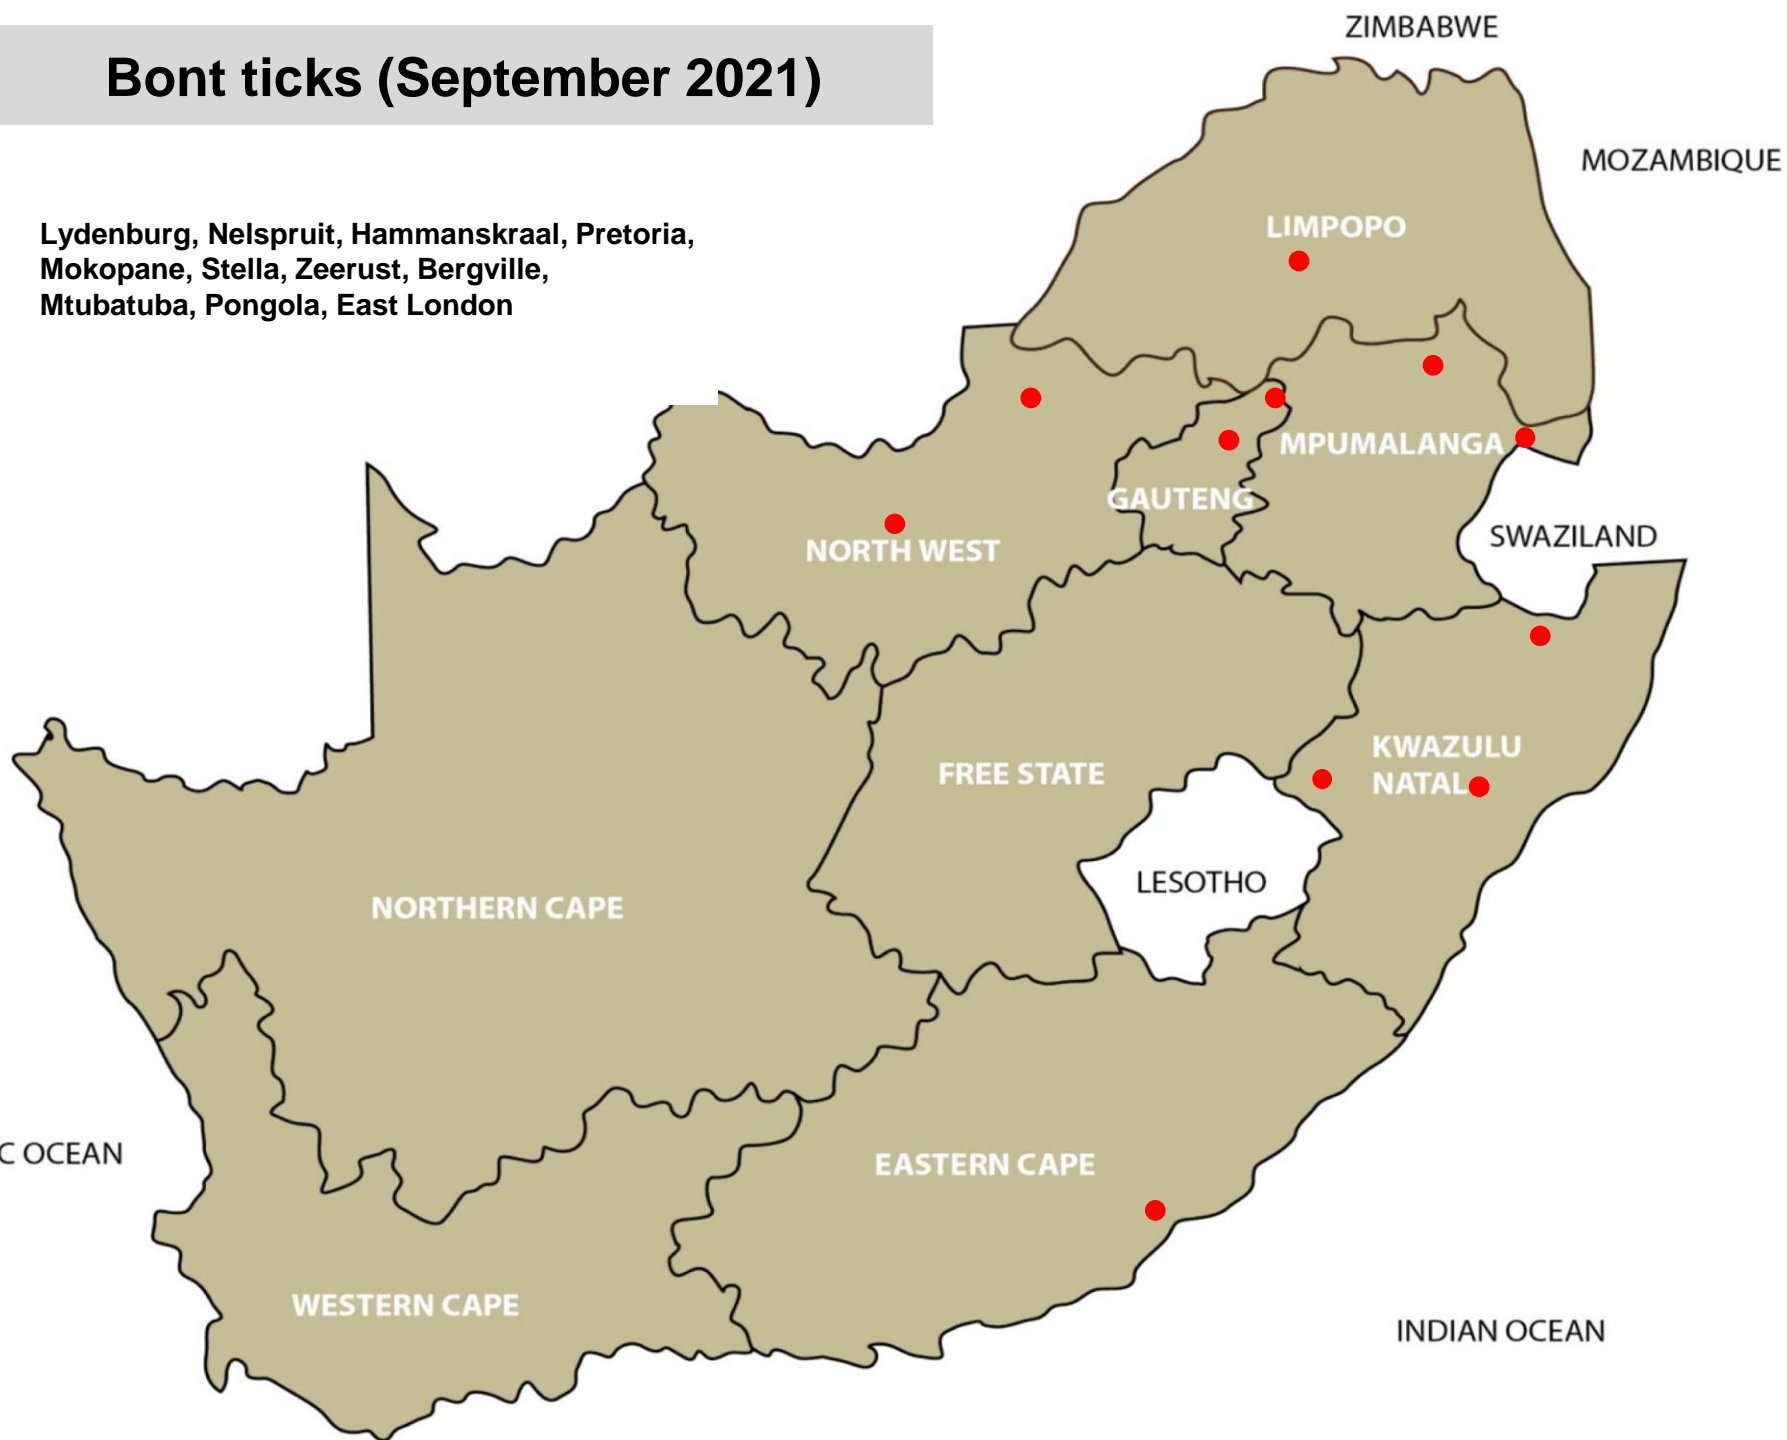 ZIMBABWE
Bont ticks (September 2021)
MOZAMBIQUE
Lydenburg, Nelspruit, Hammanskraal, Pretoria,
Mokopane, Stella, Zeerust, Bergville,
Mtubatuba, Pongola, East London
LIMPOPO
MPUMALANGA
GAUTENG
SWAZILAND
NORTH WEST
KWAZULU
NATAL
FREE STATE
LESOTHO
NORTHERN CAPE
C OCEAN
EASTERN CAPE
WESTERN CAPE
INDIAN OCEAN